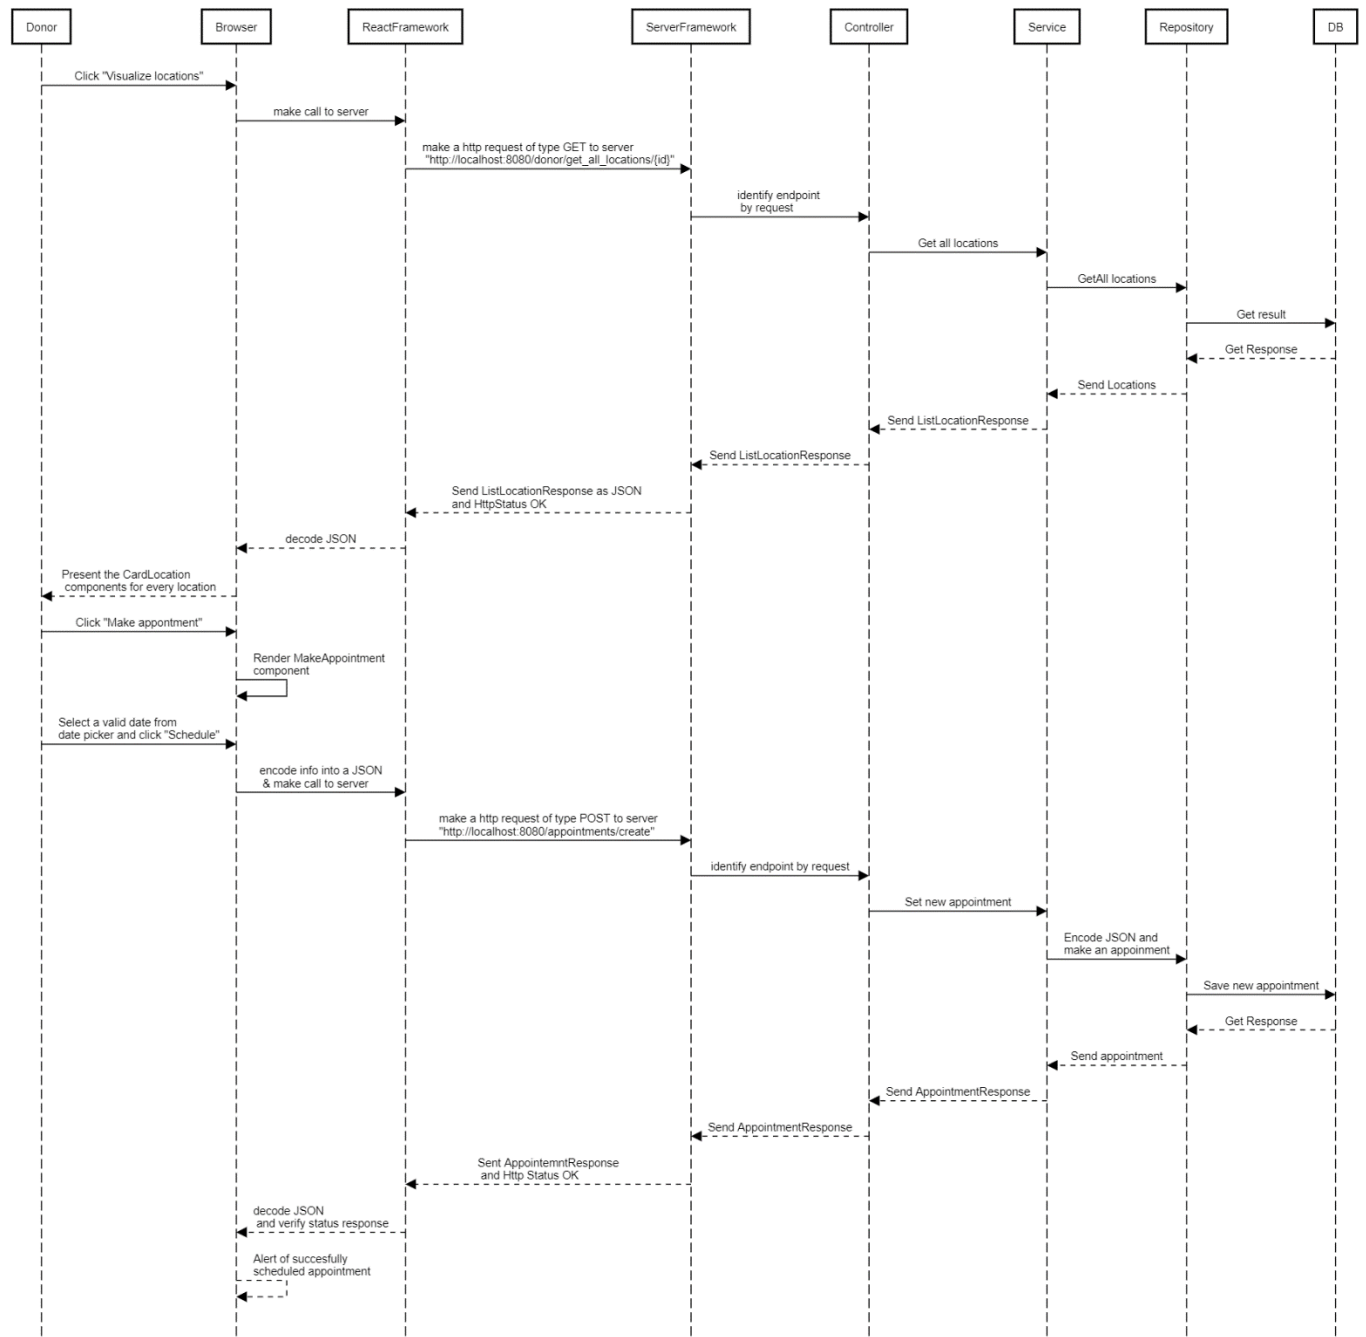 Donor
Browser
ReactFramework
ServerFramework
Controller
Service
Repository
DB
Click "Visualize locations"
make call to server
make a http request of type GET to server
"http://localhost:8080/donor/get_all_locations/{id}"
identify endpoint
by request
Get all locations
GetAll locations
Get result
Get Response
Send Locations
Send ListLocationResponse
Send ListLocationResponse
Send ListLocationResponse as JSON
and HttpStatus OK
decode JSON
Present the CardLocation
components for every location
Click "Make appontment"
Render MakeAppointment
component
Select a valid date from
date picker and click "Schedule"
encode info into a JSON
& make call to server
make a http request of type POST to server
"http://localhost:8080/appointments/create"
identify endpoint by request
Set new appointment
Encode JSON and
make an appoinment
Save new appointment
Get Response
Send appointment
Send AppointmentResponse
Send AppointmentResponse
Sent AppointemntResponse
and Http Status OK
decode JSON
and verify status response
Alert of succesfully
scheduled appointment